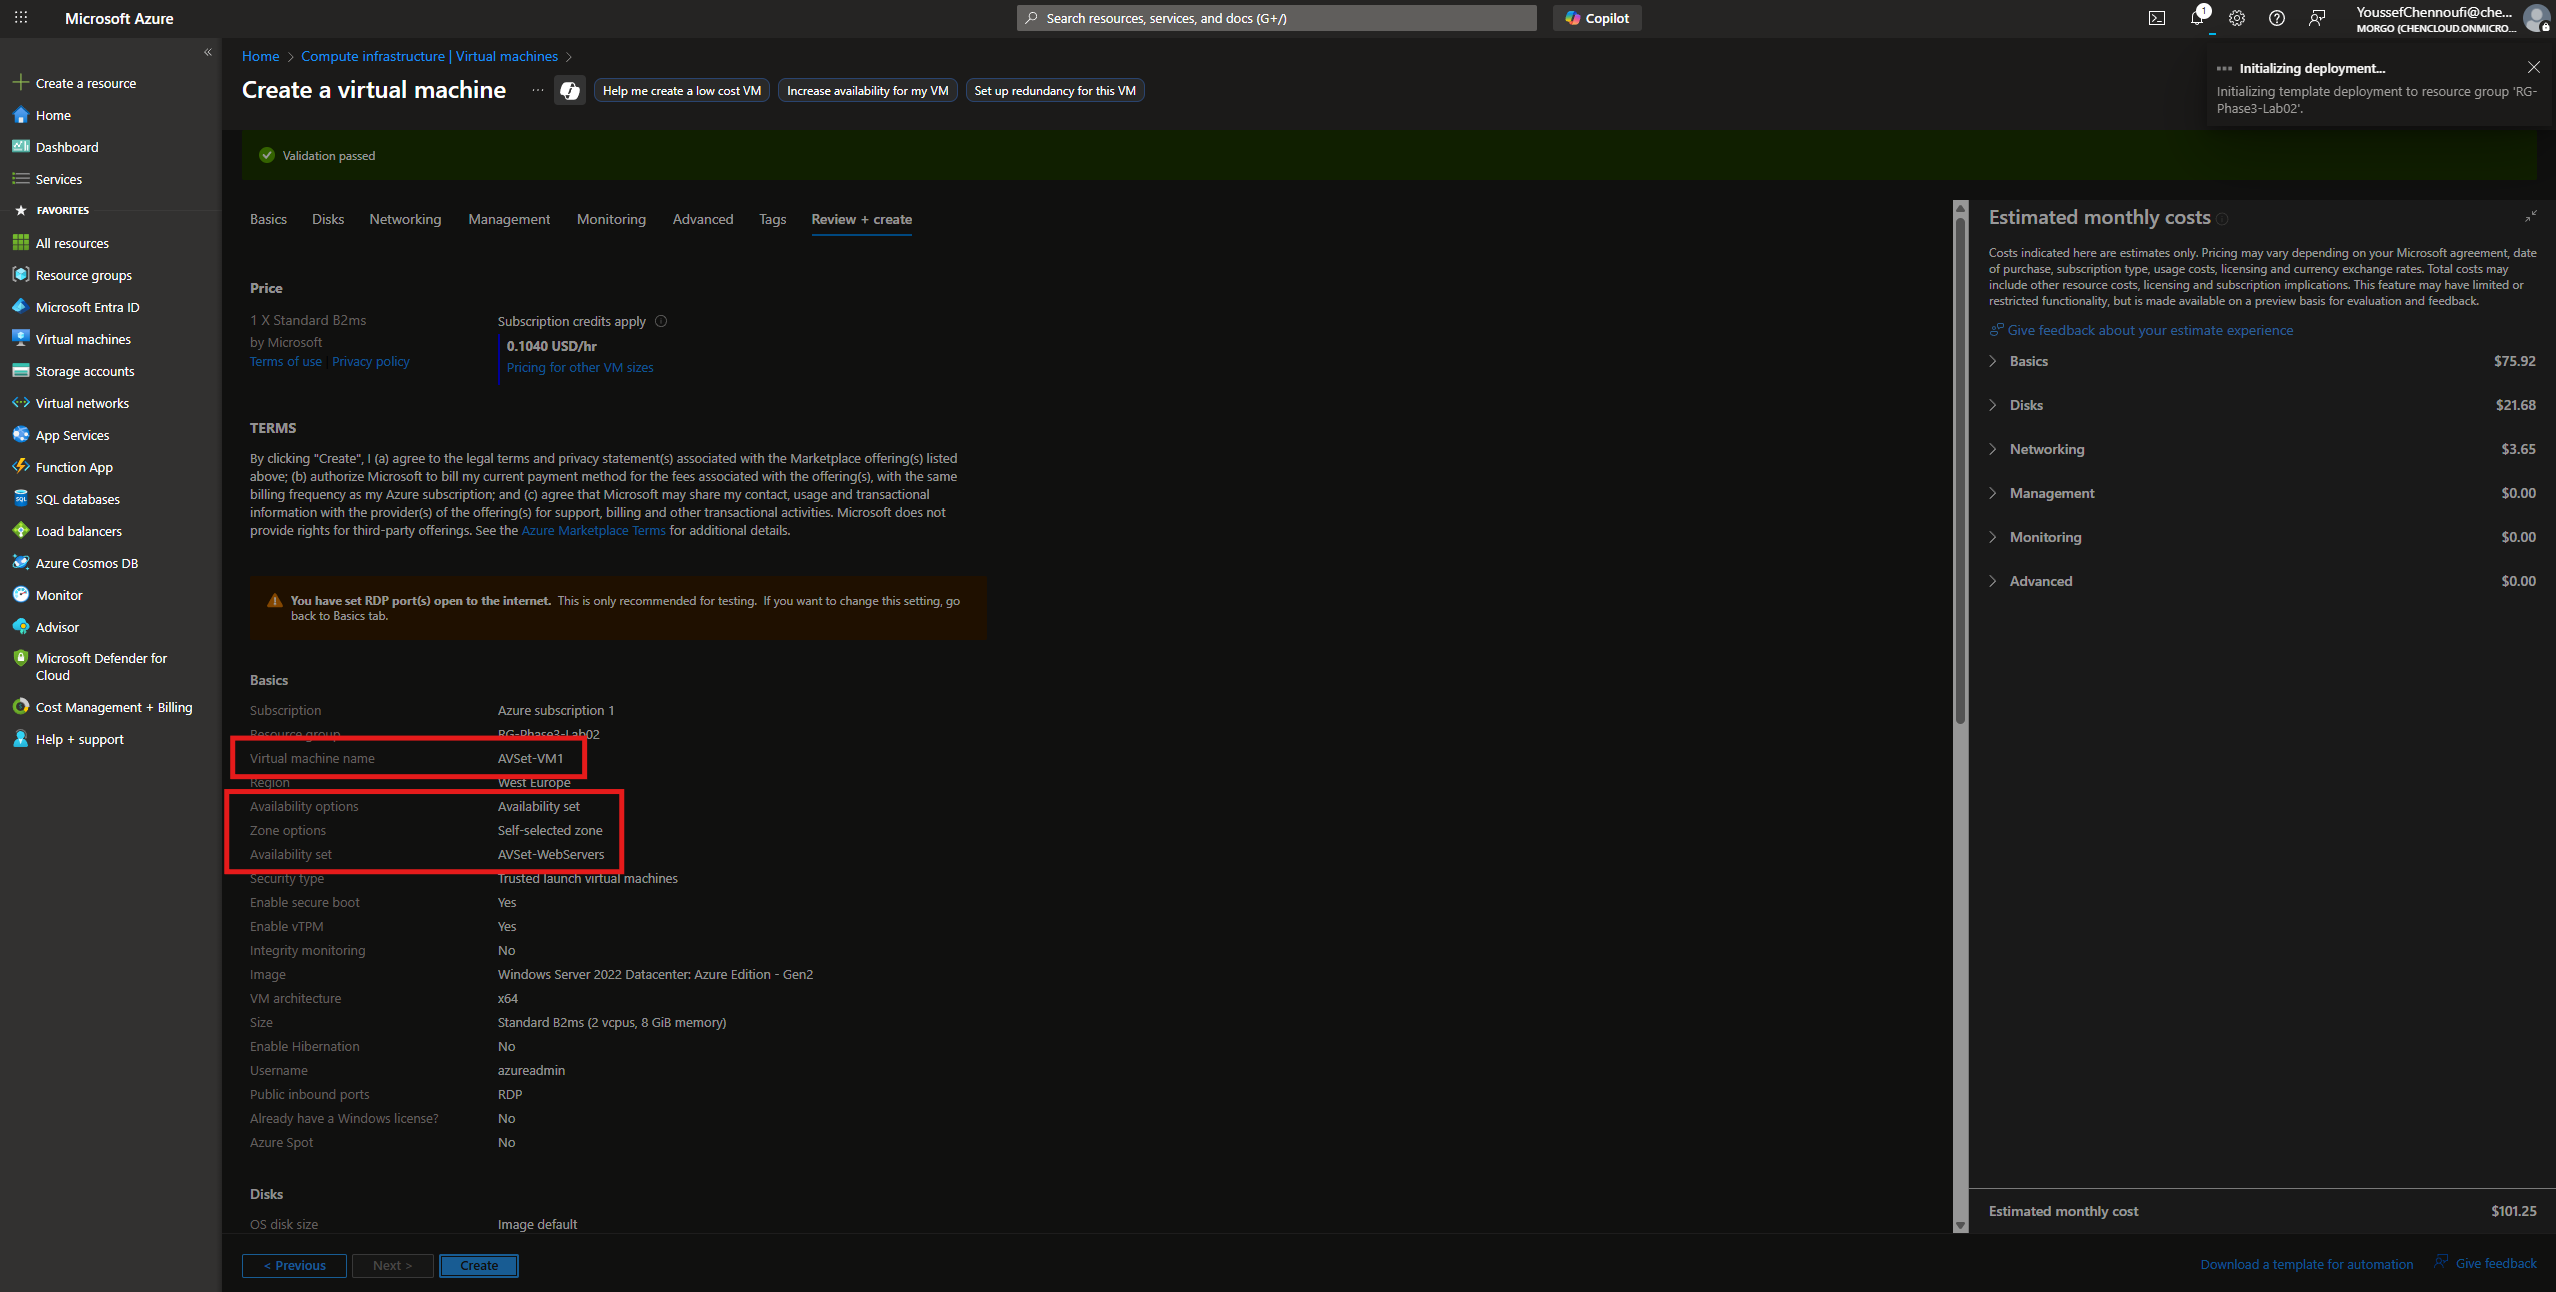 Microsoft Azure
Search resources, services, and docs (G+/)
Copilot
1
YoussefChennoufi@che...
MORGO (CHENCLOUD.ONMICRO...
Create a resource
Home
Dashboard
Services
FAVORITES
All resources
Resource groups
Microsoft Entra ID
Virtual machines
Storage accounts
Virtual networks
App Services
Function App
SQL databases
Load balancers
Azure Cosmos DB
Monitor
Advisor
Microsoft Defender for
Cloud
Cost Management + Billing
Help + support
Home > Compute infrastructure | Virtual machines >
Create a virtual machine
Help me create a low cost VM
Increase availability for my VM
Set up redundancy for this VM
Initializing deployment...
Initializing template deployment to resource group 'RG-
Phase3-Lab02'.
Validation passed
Basics Disks Networking Management Monitoring Advanced Tags Review + create
Price
1 X Standard B2ms
by Microsoft
Terms of use | Privacy policy
Subscription credits apply
0.1040 USD/hr
Pricing for other VM sizes
TERMS
By clicking "Create", I (a) agree to the legal terms and privacy statement(s) associated with the Marketplace offering(s) listed
above; (b) authorize Microsoft to bill my current payment method for the fees associated with the offering(s), with the same
billing frequency as my Azure subscription; and (c) agree that Microsoft may share my contact, usage and transactional
information with the provider(s) of the offering(s) for support, billing and other transactional activities. Microsoft does not
provide rights for third-party offerings. See the Azure Marketplace Terms for additional details.
You have set RDP port(s) open to the internet. This is only recommended for testing. If you want to change this setting, go
back to Basics tab.
Basics
Subscription Azure subscription 1
Resource group RG-Phase3-Lab02
Virtual machine name AVSet-VM1
Region West Europe
Availability options Availability set
Zone options Self-selected zone
Availability set AVSet-WebServers
Security type Trusted launch virtual machines
Enable secure boot Yes
Enable vTPM Yes
Integrity monitoring No
Image Windows Server 2022 Datacenter: Azure Edition - Gen2
VM architecture x64
Size Standard B2ms (2 vcpus, 8 GiB memory)
Enable Hibernation No
Username azureadmin
Public inbound ports RDP
Already have a Windows license? No
Azure Spot No
Disks
OS disk size Image default
< Previous
Next >
Create
Estimated monthly costs
Costs indicated here are estimates only. Pricing may vary depending on your Microsoft agreement, date
of purchase, subscription type, usage costs, licensing and currency exchange rates. Total costs may
include other resource costs, licensing and subscription implications. This feature may have limited or
restricted functionality, but is made available on a preview basis for evaluation and feedback.
Give feedback about your estimate experience
Basics $75.92
Disks $21.68
Networking $3.65
Management $0.00
Monitoring $0.00
Advanced $0.00
Estimated monthly cost $101.25
Download a template for automation
Give feedback